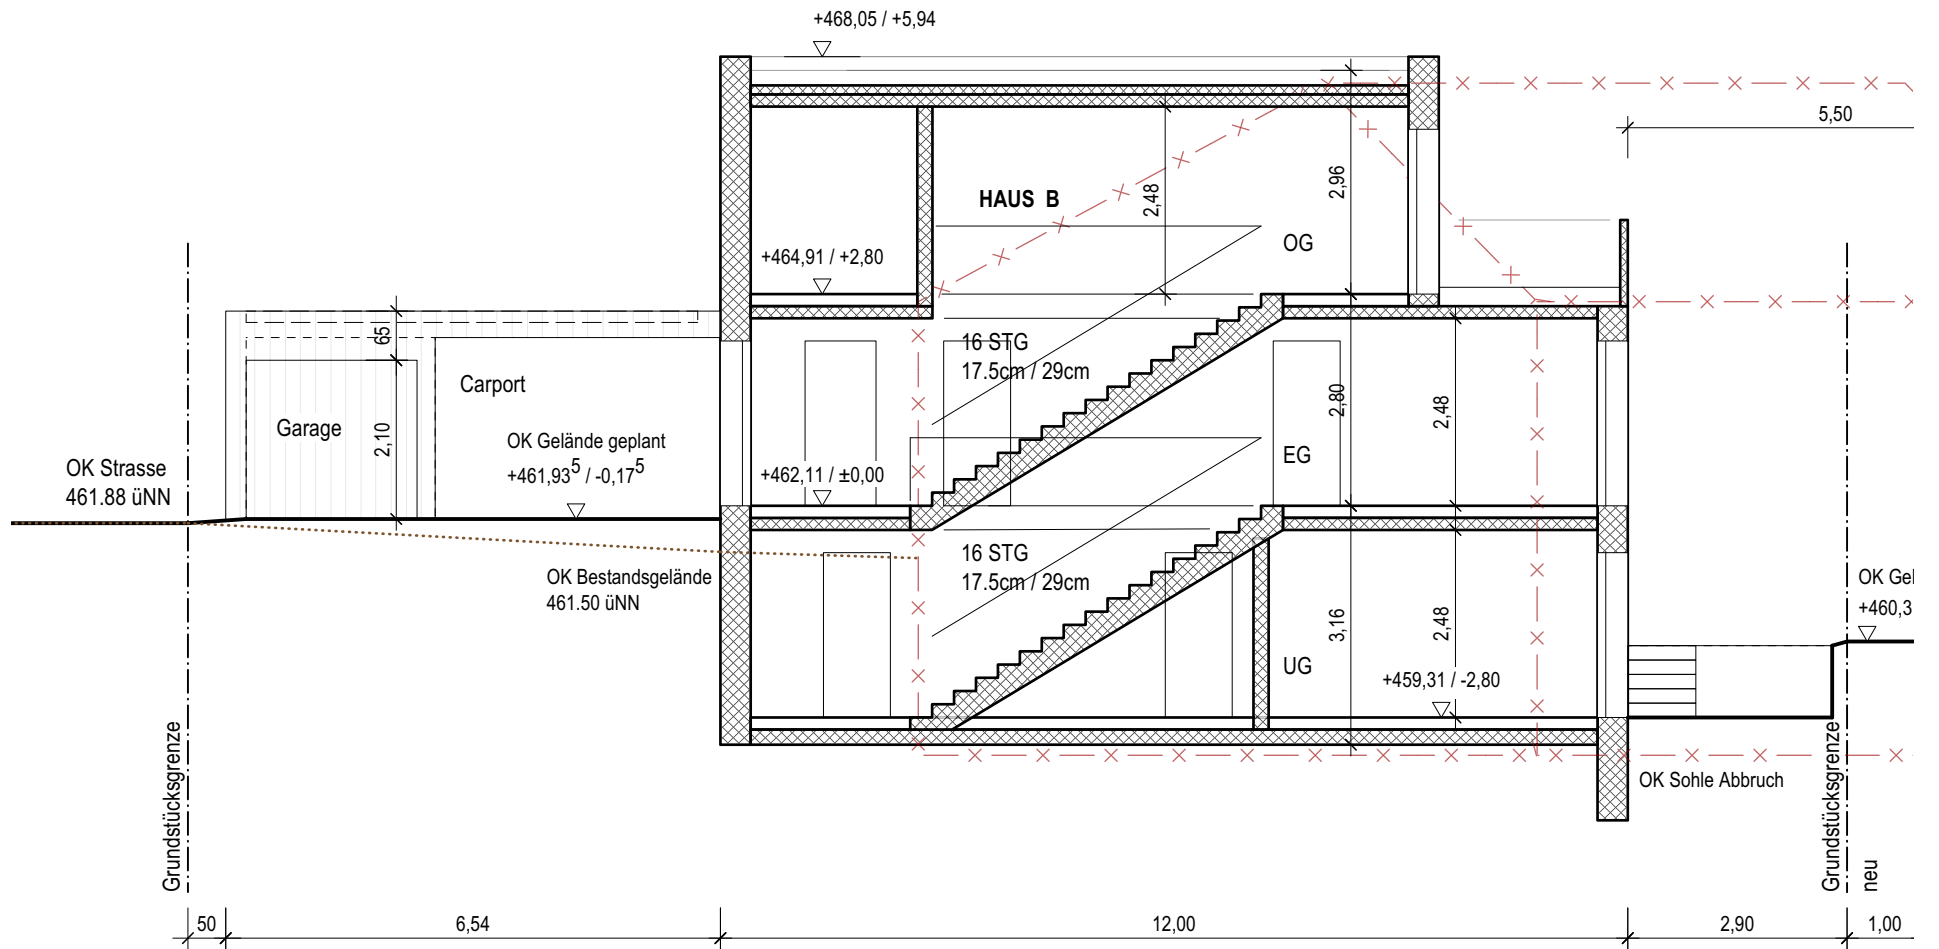 +468,05 / +5,94
5,50
2,96
2,48
HAUS B
OG
+464,91 / +2,80
65
16 STG
17.5cm / 29cm
Carport
2,80
2,48
Garage
2,10
OK Gelände geplant
+461,93⁵ / -0,17⁵
EG
OK Strasse
461.88 üNN
+462,11 / ±0,00
16 STG
17.5cm / 29cm
OK Bestandsgelände
461.50 üNN
OK Gel
+460,3
3,16
2,48
UG
+459,31 / -2,80
OK Sohle Abbruch
Grundstücksgrenze
Grundstücksgrenze
neu
50
6,54
12,00
2,90
1,00